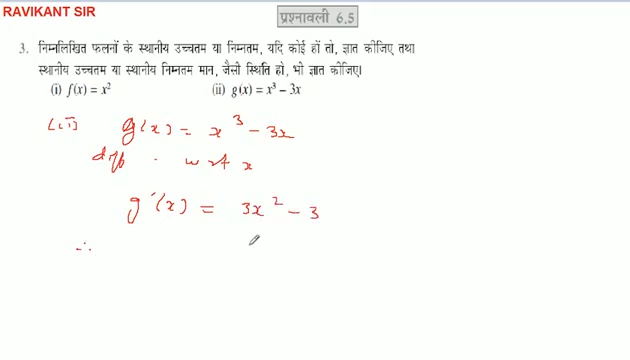 RAVIKANT SIR
प्रश्नावली 6.5
3. निम्नलिखित फलनों के स्थानीय उच्चतम या निम्नतम, यदि कोई हों तो, ज्ञात कीजिए तथा
स्थानीय उच्चतम या स्थानीय निम्नतम मान, जैसी स्थिति हो, भी ज्ञात कीजिए।
(i) f(x) = x² (ii) g(x) = x³ − 3x
(ii) g(x) = x³ − 3x
diff . w r t x
g'(x) = 3x² − 3
∴